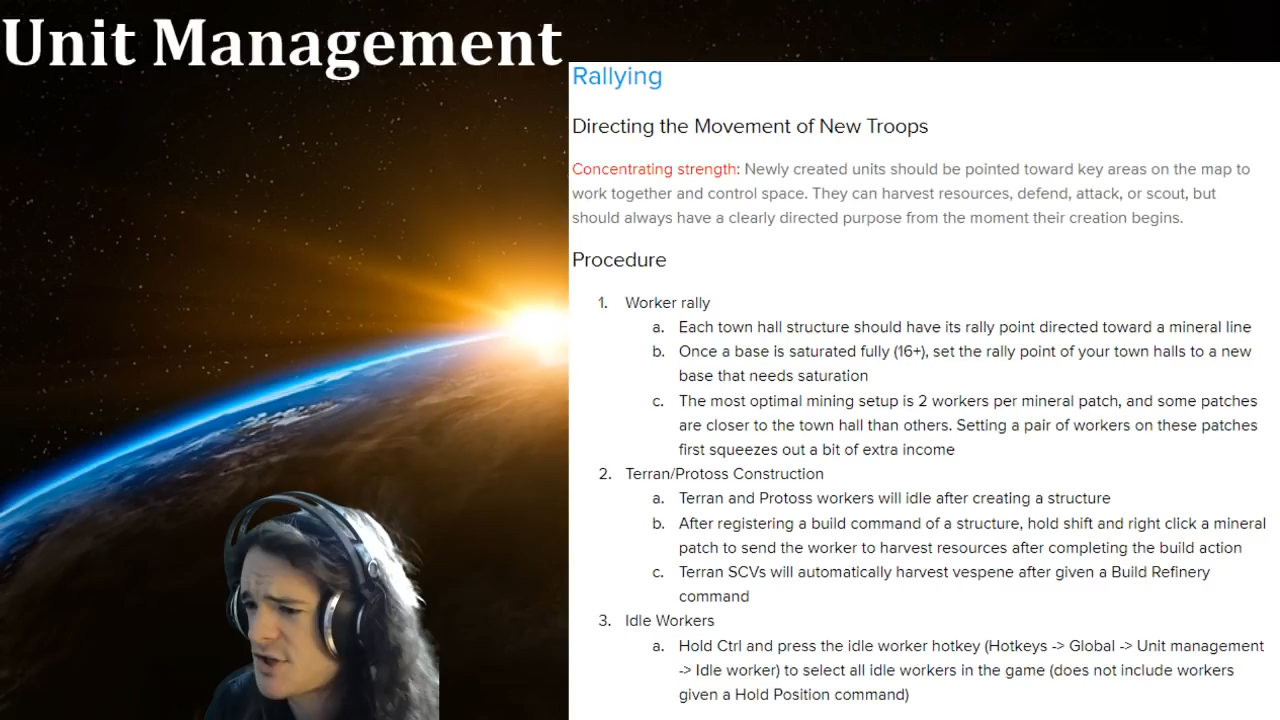 Unit Management
Rallying
Directing the Movement of New Troops
Concentrating strength: Newly created units should be pointed toward key areas on the map to
work together and control space. They can harvest resources, defend, attack, or scout, but
should always have a clearly directed purpose from the moment their creation begins.
Procedure
1. Worker rally
a. Each town hall structure should have its rally point directed toward a mineral line
b. Once a base is saturated fully (16+), set the rally point of your town halls to a new
base that needs saturation
c. The most optimal mining setup is 2 workers per mineral patch, and some patches
are closer to the town hall than others. Setting a pair of workers on these patches
first squeezes out a bit of extra income
2. Terran/Protoss Construction
a. Terran and Protoss workers will idle after creating a structure
b. After registering a build command of a structure, hold shift and right click a mineral
patch to send the worker to harvest resources after completing the build action
c. Terran SCVs will automatically harvest vespene after given a Build Refinery
command
3. Idle Workers
a. Hold Ctrl and press the idle worker hotkey (Hotkeys -> Global -> Unit management
-> Idle worker) to select all idle workers in the game (does not include workers
given a Hold Position command)